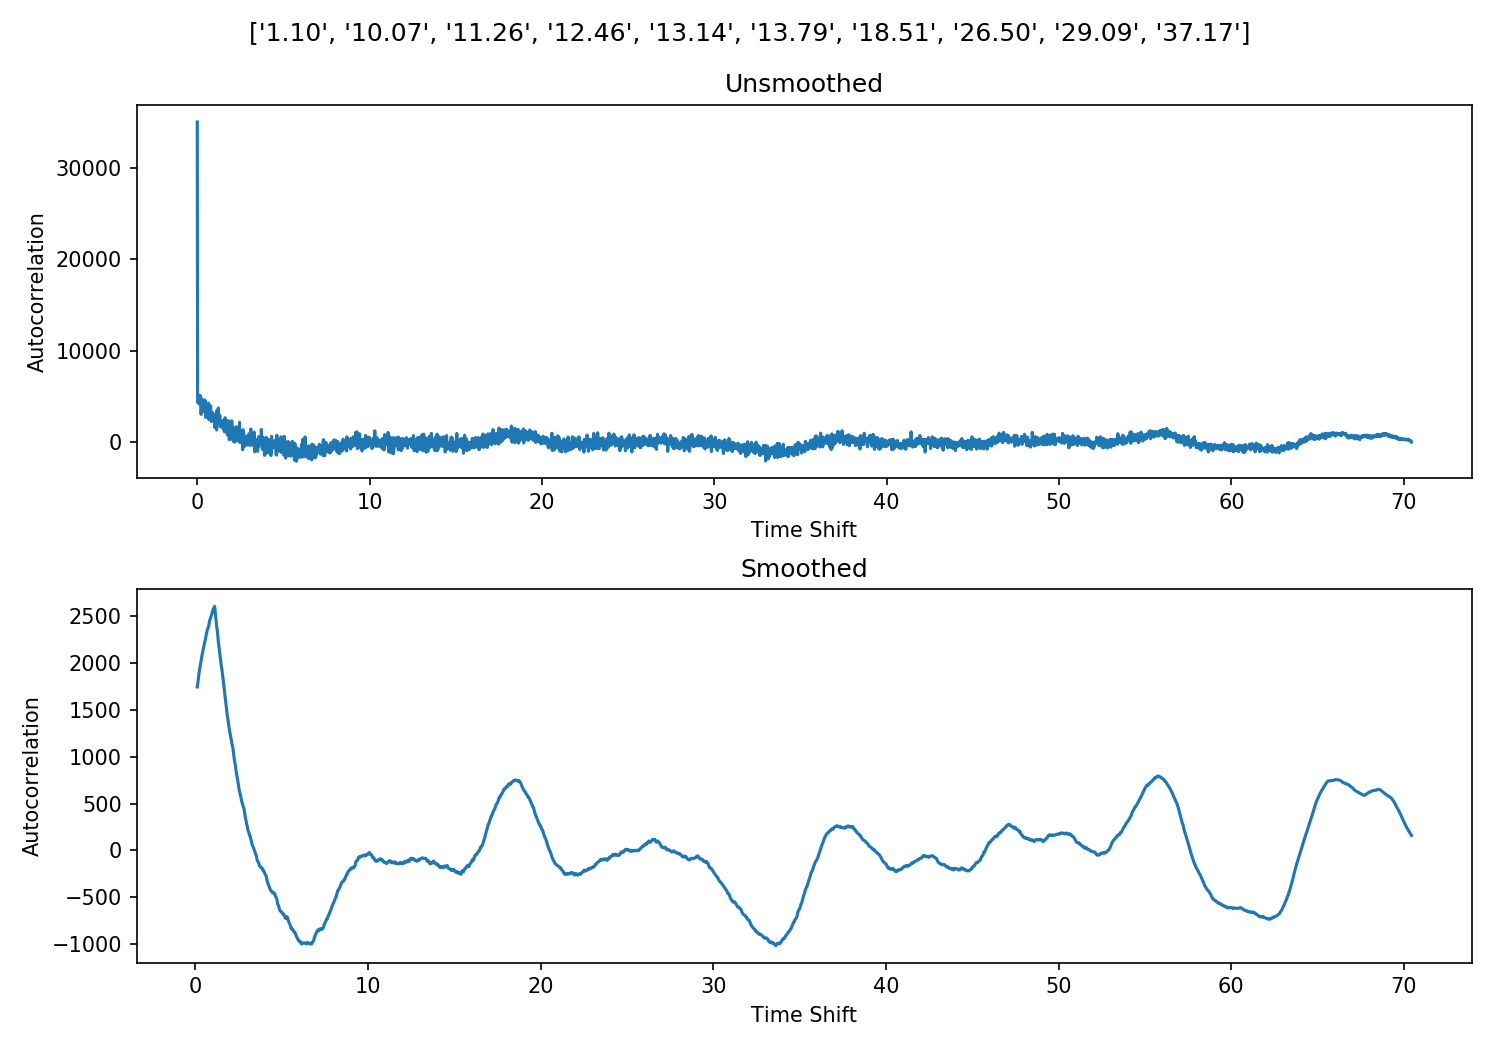 ['1.10', '10.07', '11.26', '12.46', '13.14', '13.79', '18.51', '26.50', '29.09', '37.17']
Unsmoothed
Autocorrelation
30000
20000
10000
0
0 10 20 30 40 50 60 70
Time Shift
Smoothed
Autocorrelation
2500
2000
1500
1000
500
0
−500
−1000
0 10 20 30 40 50 60 70
Time Shift